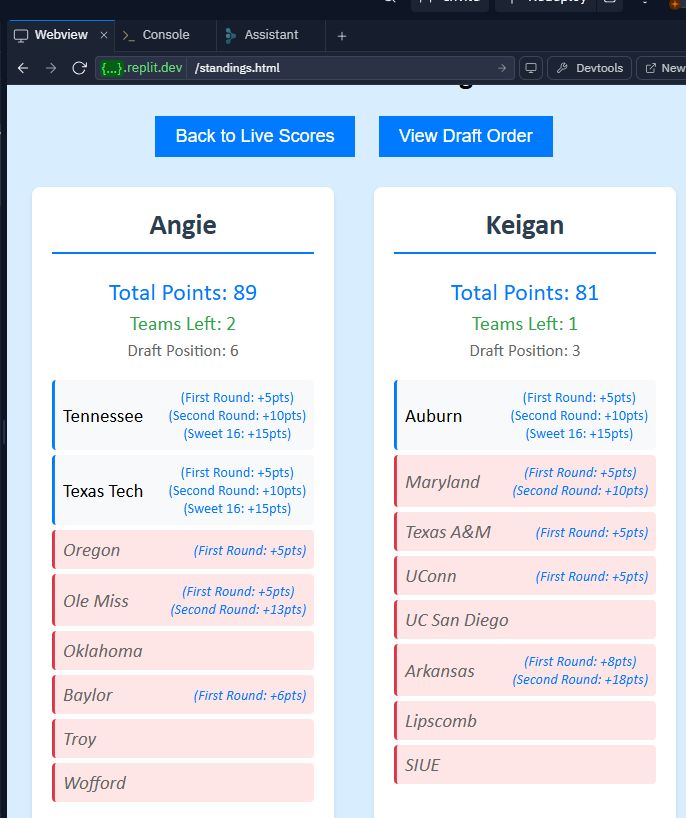 Webview
Console
Assistant
{...}.replit.dev /standings.html
Devtools
New
Back to Live Scores
View Draft Order
Angie
Total Points: 89
Teams Left: 2
Draft Position: 6
Tennessee
(First Round: +5pts)
(Second Round: +10pts)
(Sweet 16: +15pts)
Texas Tech
(First Round: +5pts)
(Second Round: +10pts)
(Sweet 16: +15pts)
Oregon
(First Round: +5pts)
Ole Miss
(First Round: +5pts)
(Second Round: +13pts)
Oklahoma
Baylor
(First Round: +6pts)
Troy
Wofford
Keigan
Total Points: 81
Teams Left: 1
Draft Position: 3
Auburn
(First Round: +5pts)
(Second Round: +10pts)
(Sweet 16: +15pts)
Maryland
(First Round: +5pts)
(Second Round: +10pts)
Texas A&M
(First Round: +5pts)
UConn
(First Round: +5pts)
UC San Diego
Arkansas
(First Round: +8pts)
(Second Round: +18pts)
Lipscomb
SIUE